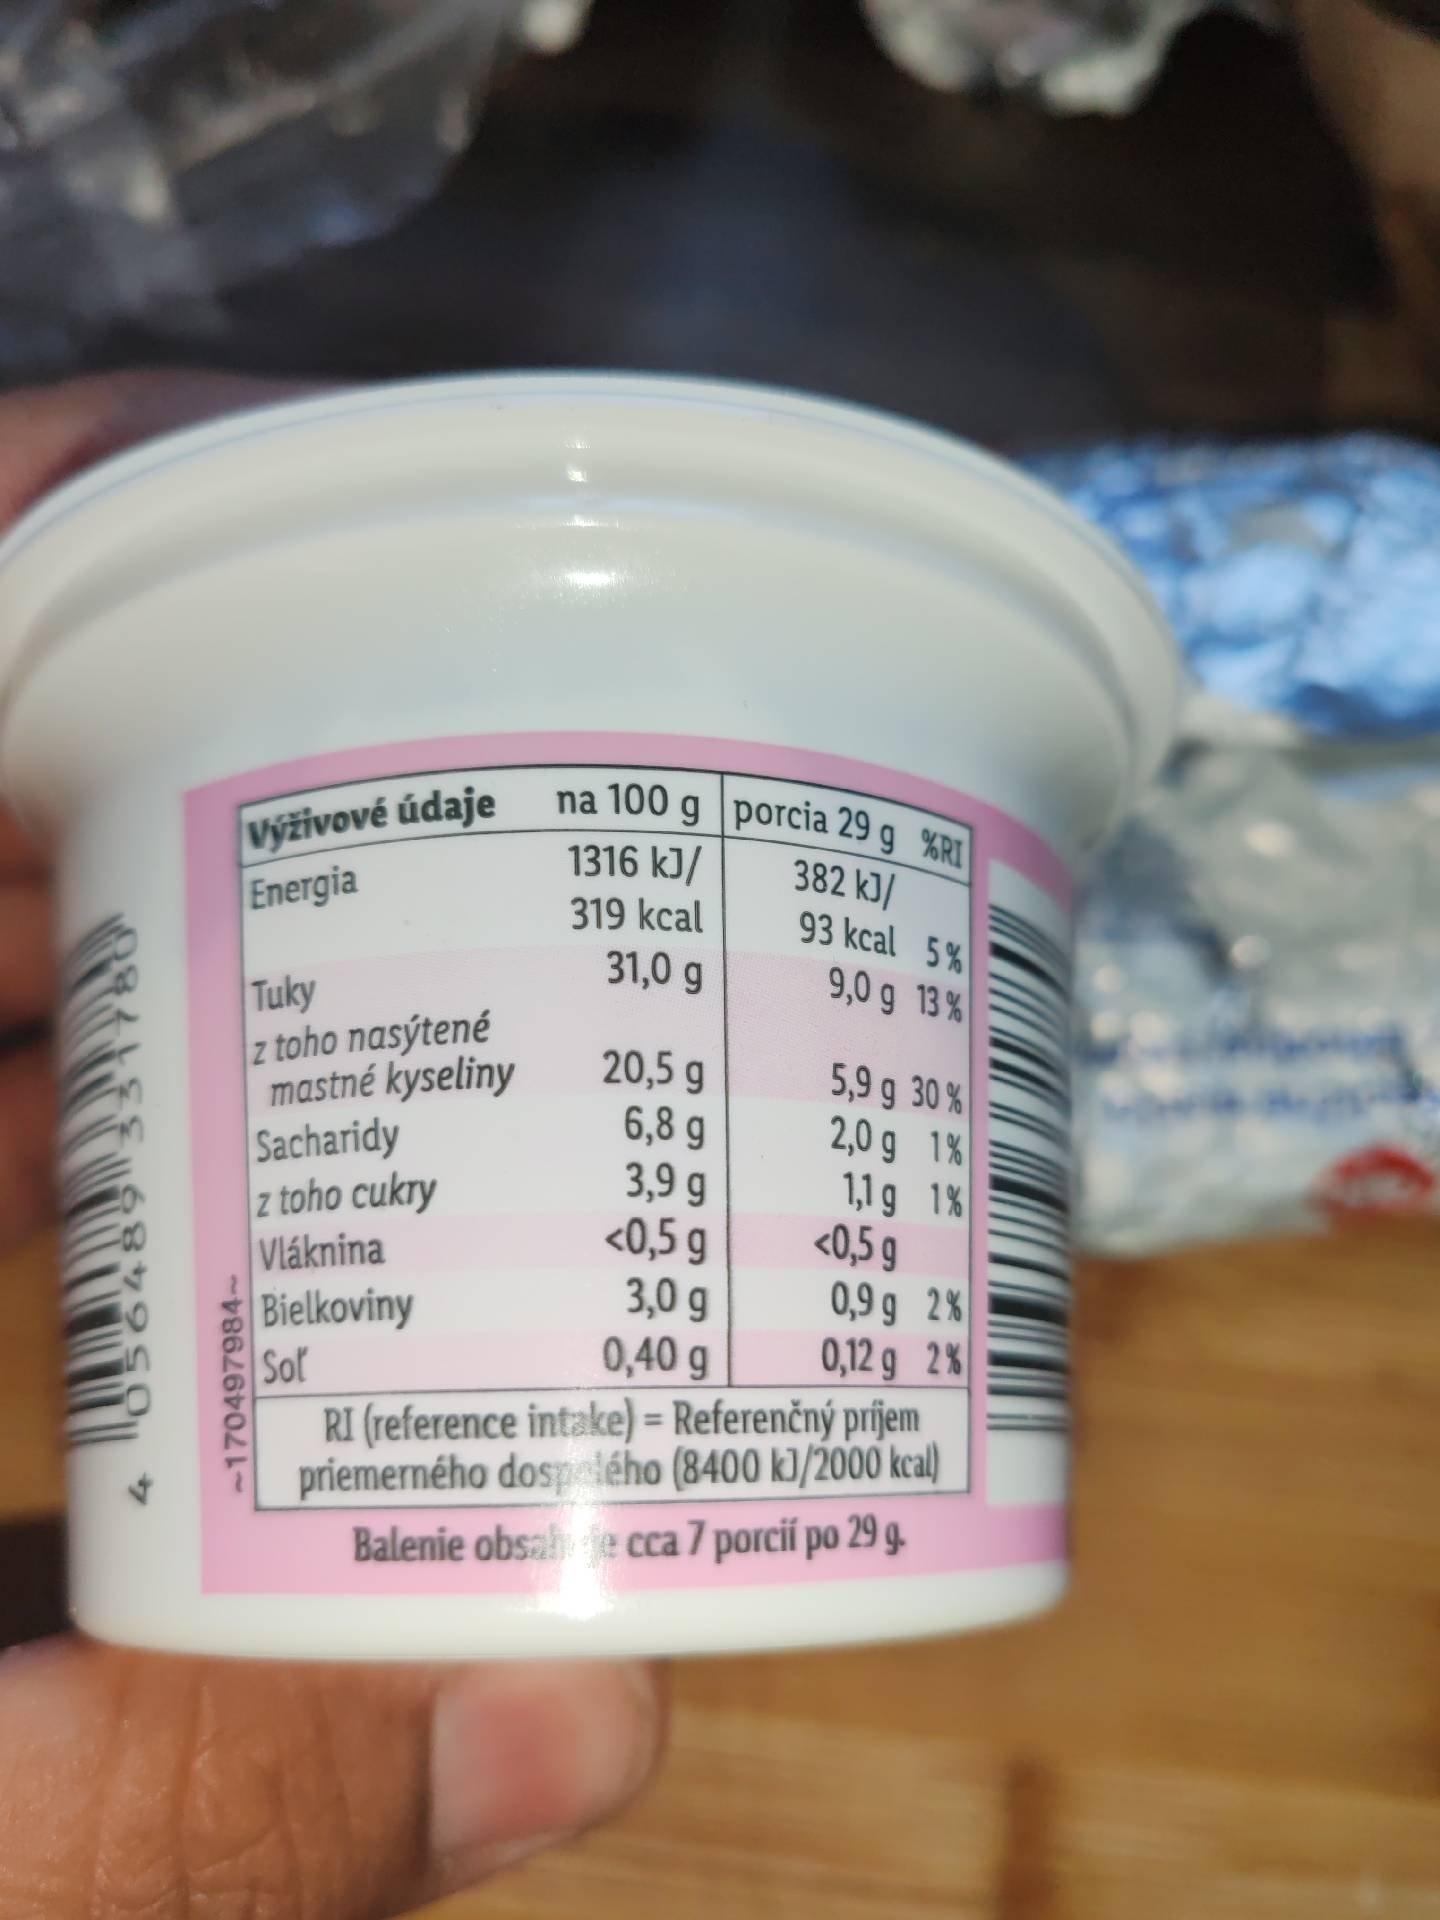 Výživové údaje na 100 g porcia 29 g %RI
Energia 1316 kJ/ 382 kJ/
319 kcal 93 kcal 5 %
Tuky 31,0 g 9,0 g 13 %
z toho nasýtené
mastné kyseliny 20,5 g 5,9 g 30 %
Sacharidy 6,8 g 2,0 g 1 %
z toho cukry 3,9 g 1,1 g 1 %
Vláknina <0,5 g <0,5 g
Bielkoviny 3,0 g 0,9 g 2 %
Soľ 0,40 g 0,12 g 2 %
RI (reference intake) = Referenčný príjem
priemerného dospelého (8400 kJ/2000 kcal)
Balenie obsahuje cca 7 porcií po 29 g.
~170497984~
4 056489 331780